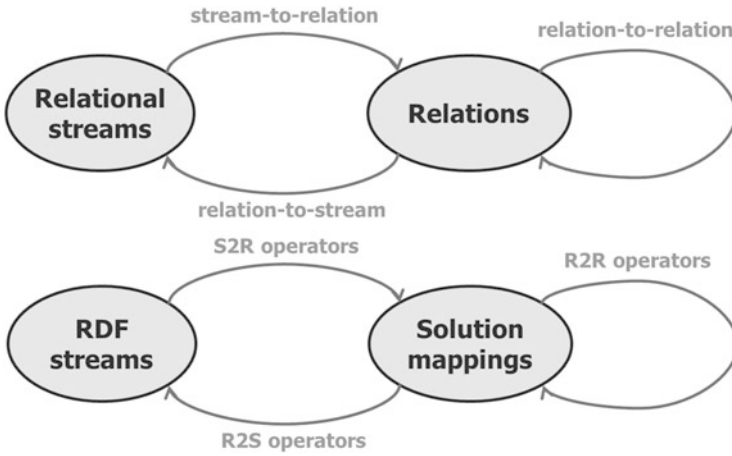 stream-to-relation
relation-to-relation
Relational
streams
Relations
relation-to-stream
S2R operators
R2R operators
RDF
streams
Solution
mappings
R2S operators